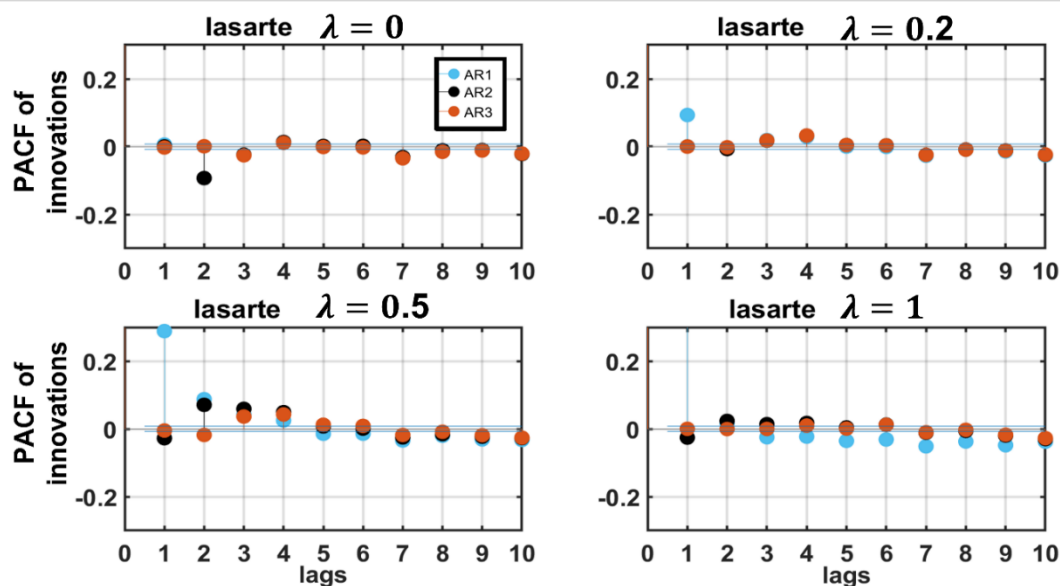 lasarte λ = 0
PACF of
innovations
0.2
0
-0.2
AR1
AR2
AR3
0 1 2 3 4 5 6 7 8 9 10
lasarte λ = 0.2
0.2
0
-0.2
0 1 2 3 4 5 6 7 8 9 10
lasarte λ = 0.5
PACF of
innovations
0.2
0
-0.2
0 1 2 3 4 5 6 7 8 9 10
lags
lasarte λ = 1
0.2
0
-0.2
0 1 2 3 4 5 6 7 8 9 10
lags